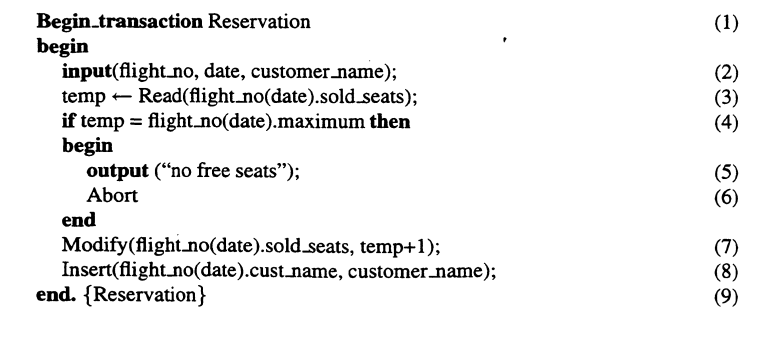 Begin_transaction Reservation (1)
begin
input(flight_no, date, customer_name); (2)
temp ← Read(flight_no(date).sold_seats); (3)
if temp = flight_no(date).maximum then (4)
begin
output (“no free seats”); (5)
Abort (6)
end
Modify(flight_no(date).sold_seats, temp+1); (7)
Insert(flight_no(date).cust_name, customer_name); (8)
end. {Reservation} (9)